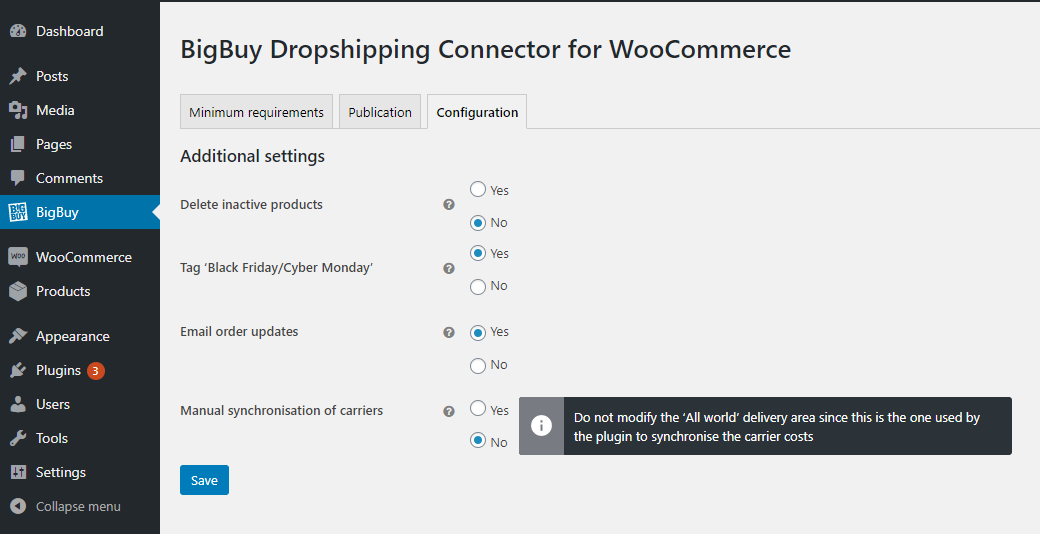 Dashboard
Posts
Media
Pages
Comments
BIG BUY
BigBuy
Woo
WooCommerce
Products
Appearance
Plugins 3
Users
Tools
Settings
Collapse menu
BigBuy Dropshipping Connector for WooCommerce
Minimum requirements
Publication
Configuration
Additional settings
Delete inactive products ? Yes
No
Tag ‘Black Friday/Cyber Monday’ ? Yes
No
Email order updates ? Yes
No
Manual synchronisation of carriers ? Yes
No
Do not modify the ‘All world’ delivery area since this is the one used by
the plugin to synchronise the carrier costs
Save